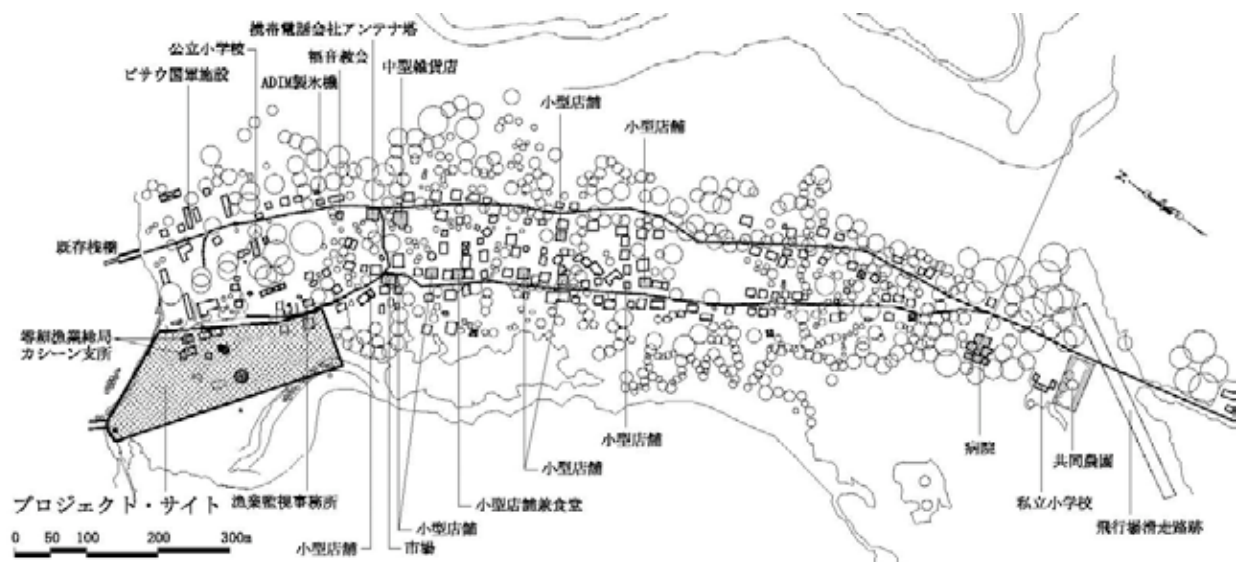 携帯電話会社アンテナ塔
公立小学校
福音教会
ビサウ国軍施設
ADIM製氷機
中型雑貨店
小型店舗
小型店舗
N
既存桟橋
零細漁業総局
カシーン支所
プロジェクト・サイト
漁業監視事務所
小型店舗
市場
小型店舗
小型店舗兼食堂
小型店舗
小型店舗
病院
共同農園
私立小学校
飛行場滑走路跡
0 50 100 200 300m